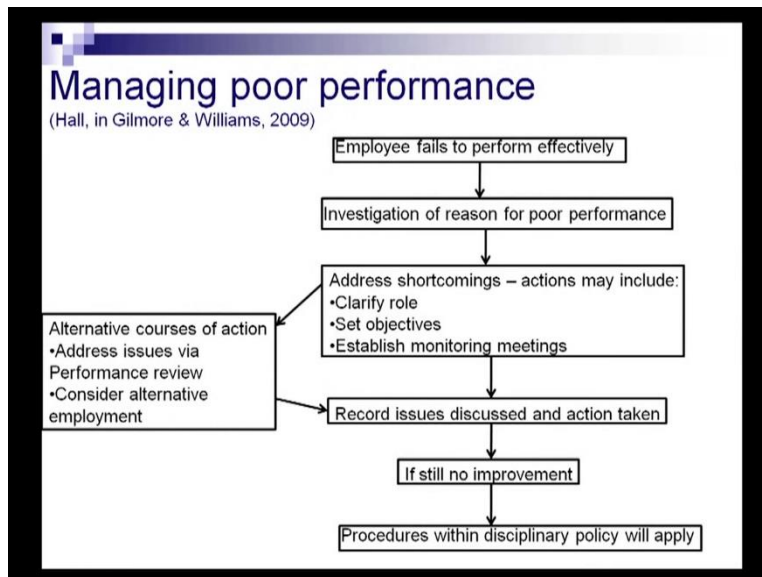 Managing poor performance
(Hall, in Gilmore & Williams, 2009)
Employee fails to perform effectively
Investigation of reason for poor performance
Address shortcomings – actions may include:
•Clarify role
•Set objectives
•Establish monitoring meetings
Alternative courses of action
•Address issues via
Performance review
•Consider alternative
employment
Record issues discussed and action taken
If still no improvement
Procedures within disciplinary policy will apply